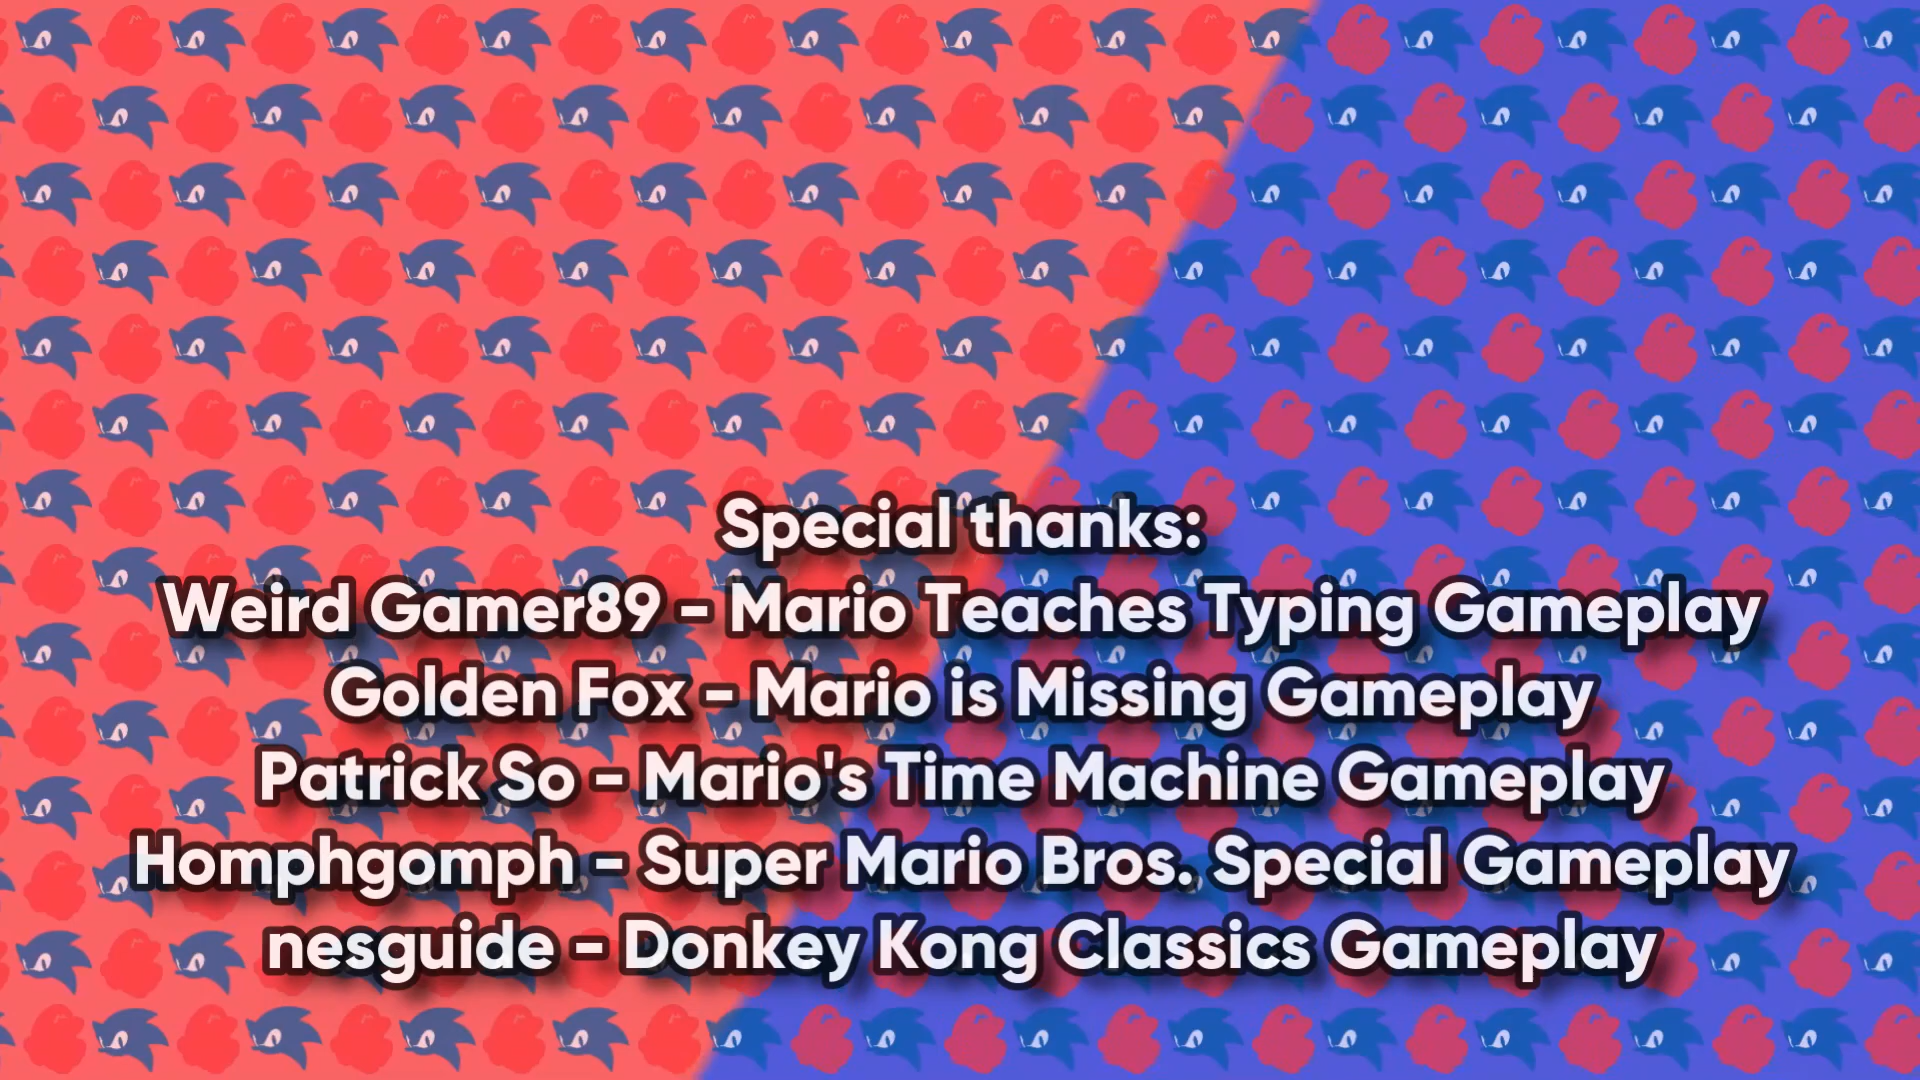 Special thanks:
Weird Gamer89 - Mario Teaches Typing Gameplay
Golden Fox - Mario is Missing Gameplay
Patrick So - Mario's Time Machine Gameplay
Homphgomph - Super Mario Bros. Special Gameplay
nesguide - Donkey Kong Classics Gameplay